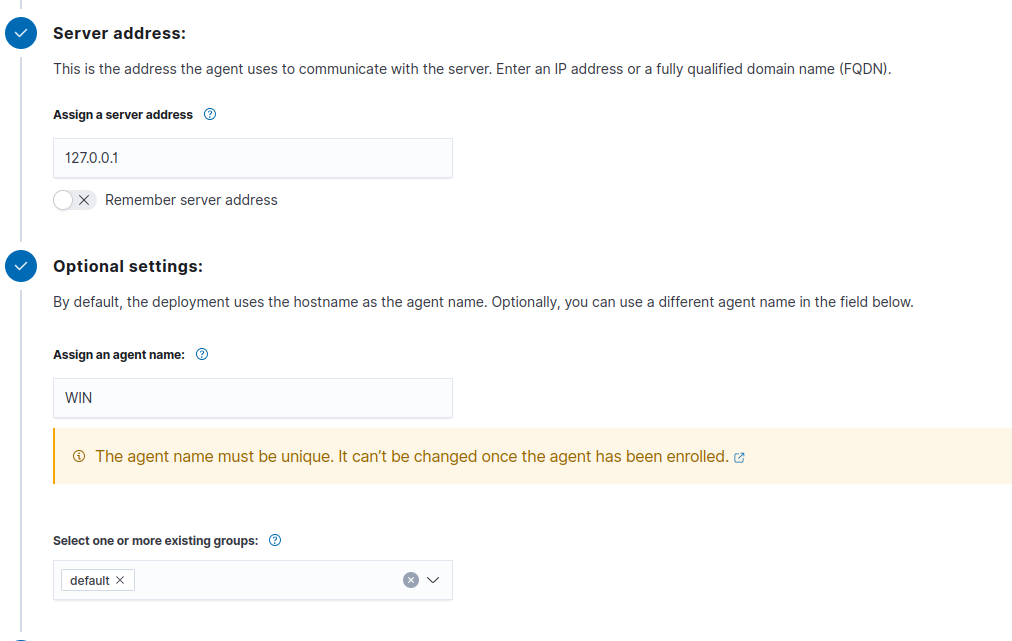 Server address:
This is the address the agent uses to communicate with the server. Enter an IP address or a fully qualified domain name (FQDN).
Assign a server address
127.0.0.1
Remember server address
Optional settings:
By default, the deployment uses the hostname as the agent name. Optionally, you can use a different agent name in the field below.
Assign an agent name:
WIN
The agent name must be unique. It can’t be changed once the agent has been enrolled.
Select one or more existing groups:
default